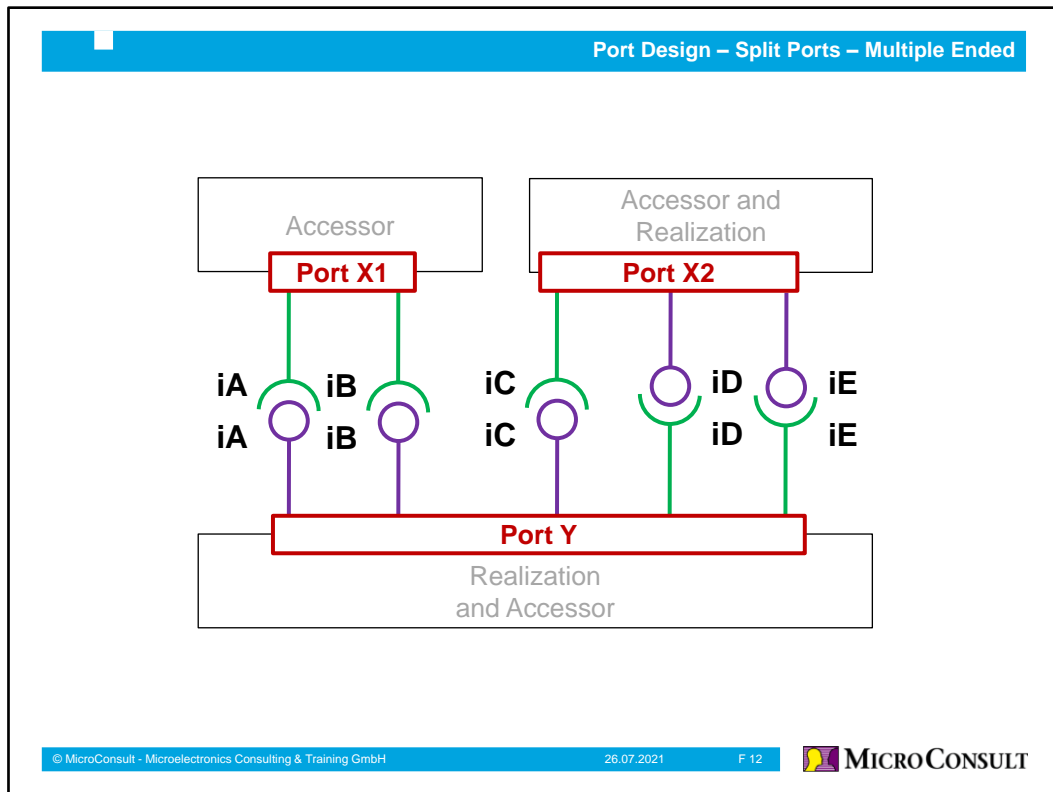 Port Design – Split Ports – Multiple Ended
Accessor
Port X1
Accessor and
Realization
Port X2
iA
iB
iC
iD
iE
iA
iB
iC
iD
iE
Port Y
Realization
and Accessor
© MicroConsult - Microelectronics Consulting & Training GmbH
26.07.2021
F 12
MICROCONSULT